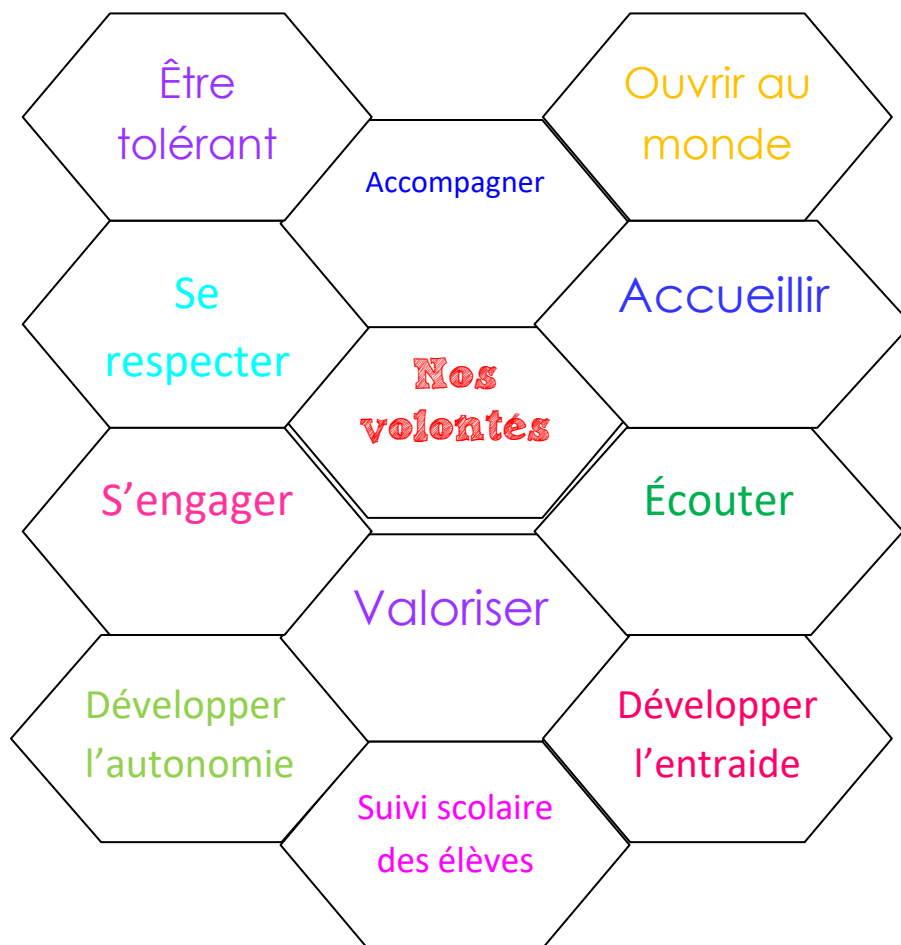 Être
tolérant
Ouvrir au
monde
Accompagner
Se
respecter
Accueillir
Nos
volontés
S’engager
Écouter
Valoriser
Développer
l’autonomie
Développer
l’entraide
Suivi scolaire
des élèves